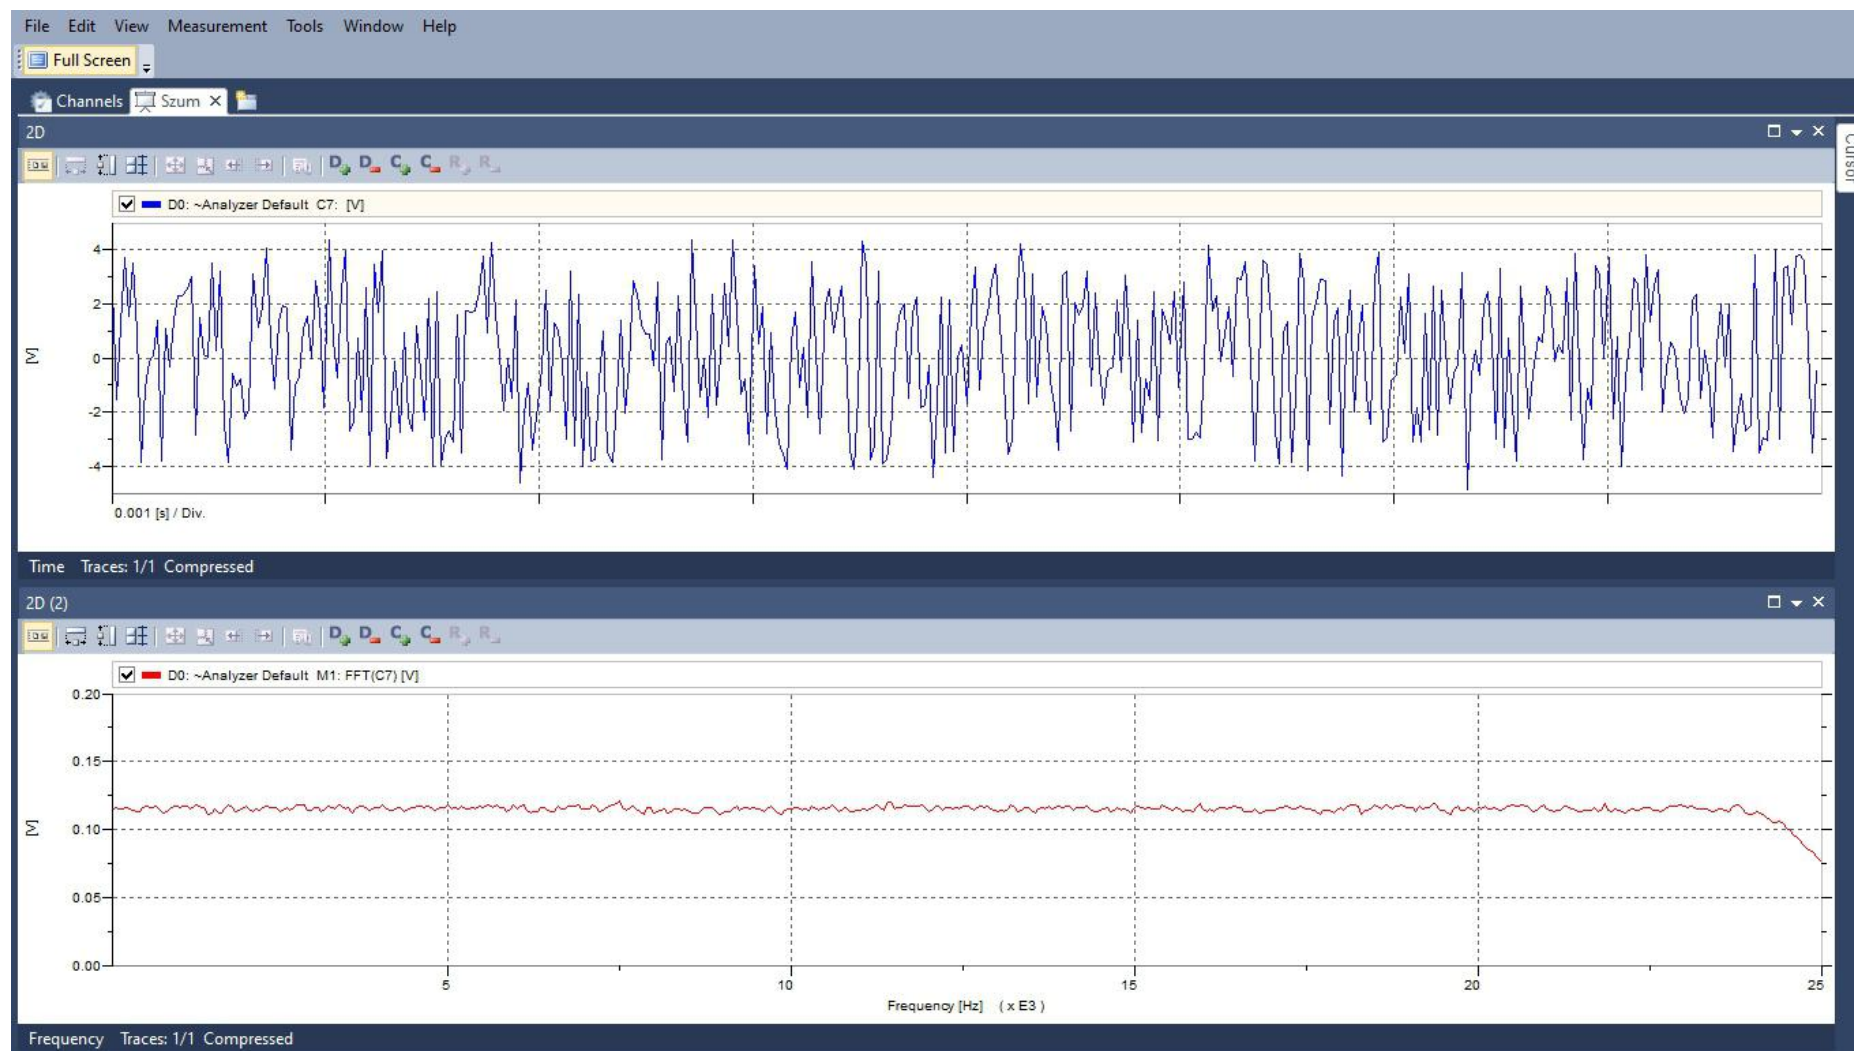 File Edit View Measurement Tools Window Help
Full Screen
Channels Szum
2D
Cursor
D D C C R R
D0: ~Analyzer Default C7: [V]
4
2
0
-2
-4
[V]
0.001 [s] / Div.
Time Traces: 1/1 Compressed
2D (2)
D D C C R R
D0: ~Analyzer Default M1: FFT(C7) [V]
0.20
0.15
0.10
0.05
0.00
[V]
5 10 15 20 25
Frequency [Hz] ( x E3 )
Frequency Traces: 1/1 Compressed